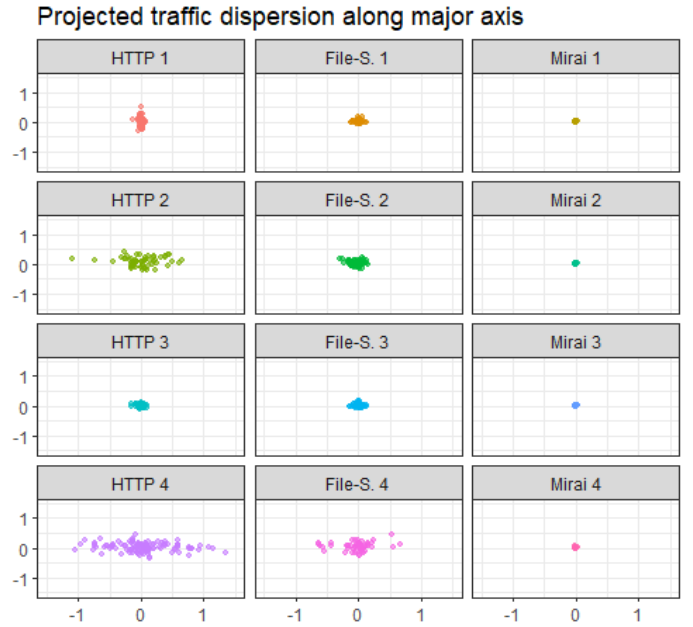 Projected traffic dispersion along major axis
HTTP 1 File-S. 1 Mirai 1
1
0
-1
HTTP 2 File-S. 2 Mirai 2
1
0
-1
HTTP 3 File-S. 3 Mirai 3
1
0
-1
HTTP 4 File-S. 4 Mirai 4
1
0
-1
-1 0 1 -1 0 1 -1 0 1